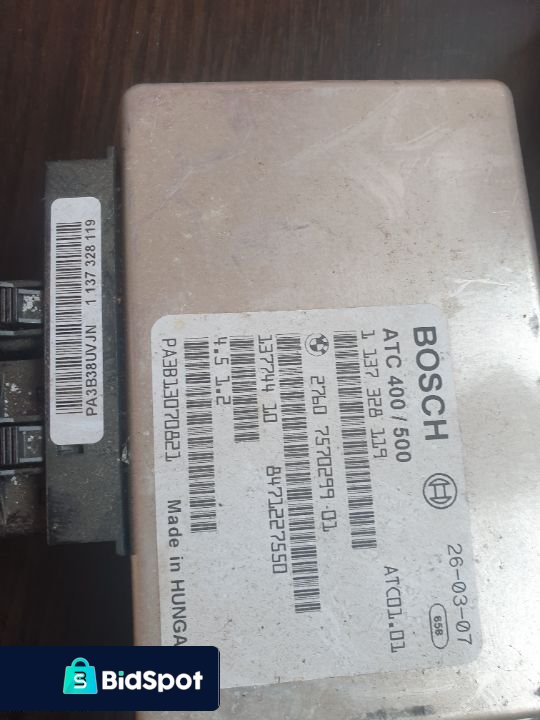 BOSCH
26-03-07
ATC 400 / 500
1 137 328 119
ATC01.01
658
2760 7570299 01
137744 10
8471227550
4.5 1.2
PA3B13070821
Made in HUNGA
PA3B38UVJN 1 137 328 119
BidSpot